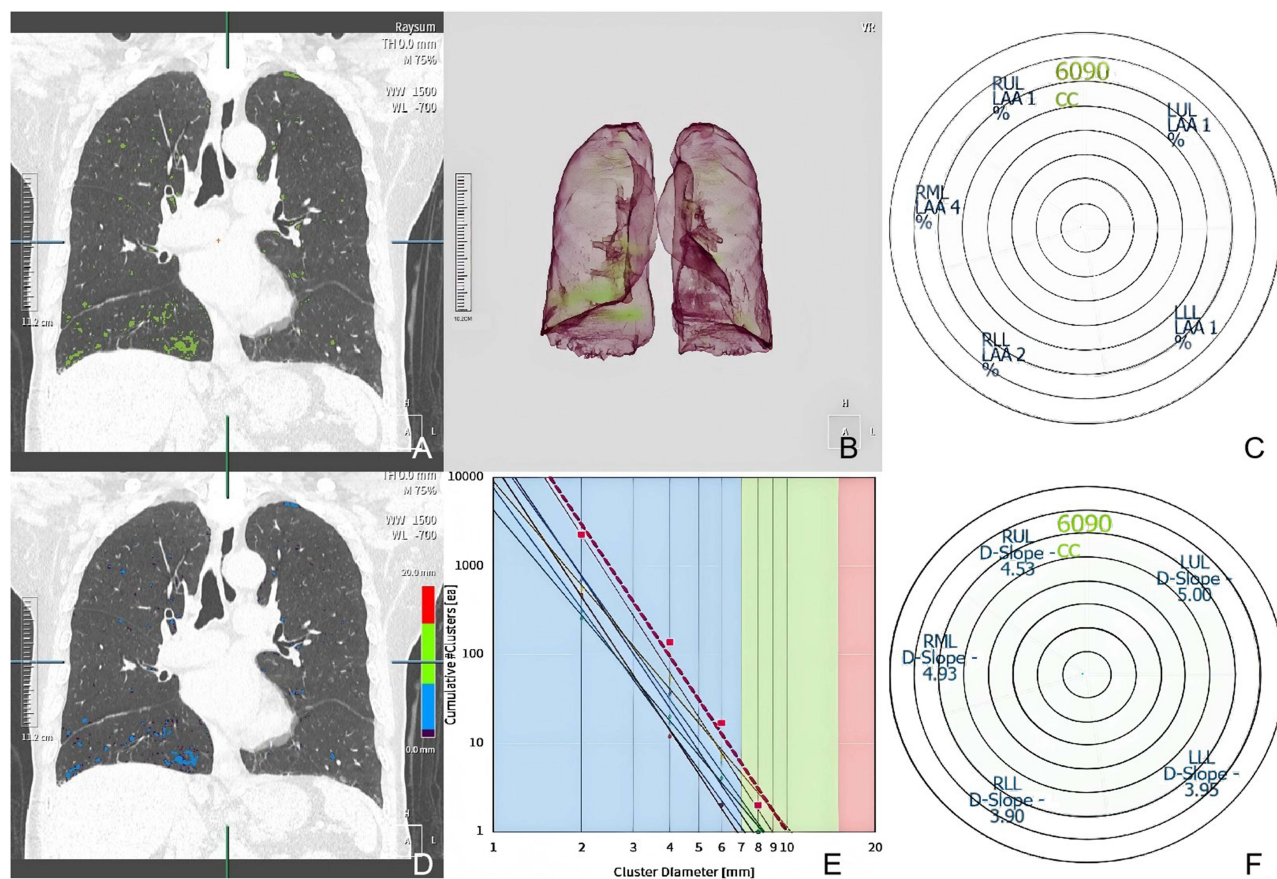 Raysum
TH 0.0 mm
M 75%
WW 1500
WL -700
11.2 cm
H
A L
A
VR
10.2CM
H
A L
B
6090
CC
RUL
LAA 1
%
LUL
LAA 1
%
RML
LAA 4
%
RLL
LAA 2
%
LLL
LAA 1
%
C
TH 0.0 mm
M 75%
WW 1500
WL -700
20.0 mm
0.0 mm
11.2 cm
H
A L
D
Cumulative #Clusters [ea]
10000
1000
100
10
1
1 2 3 4 5 6 7 8 9 10 20
Cluster Diameter [mm]
E
6090
CC
RUL
D-Slope -
4.53
LUL
D-Slope -
5.00
RML
D-Slope -
4.93
RLL
D-Slope -
3.90
LLL
D-Slope -
3.95
F